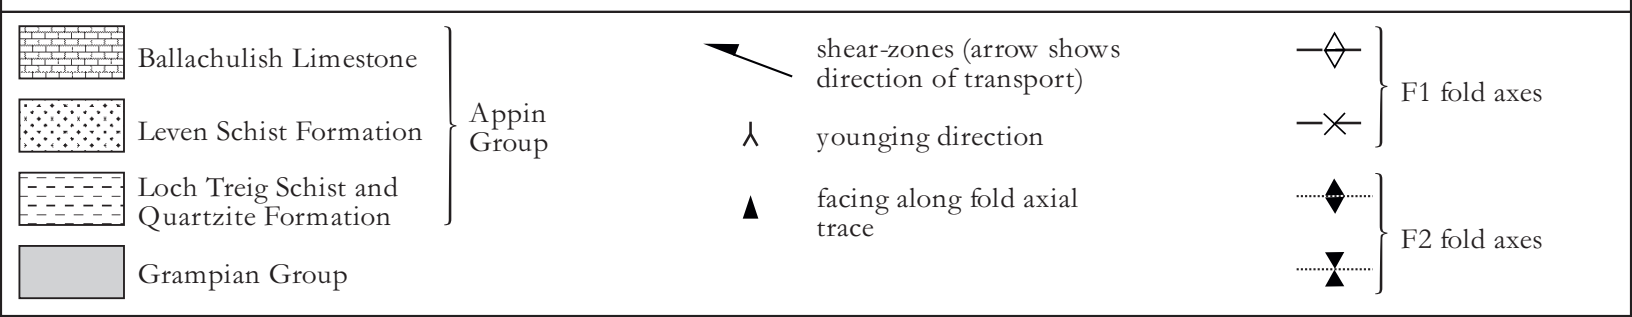 Ballachulish Limestone
Leven Schist Formation
Loch Treig Schist and
Quartzite Formation
Appin
Group
Grampian Group
shear-zones (arrow shows
direction of transport)
younging direction
facing along fold axial
trace
F1 fold axes
F2 fold axes